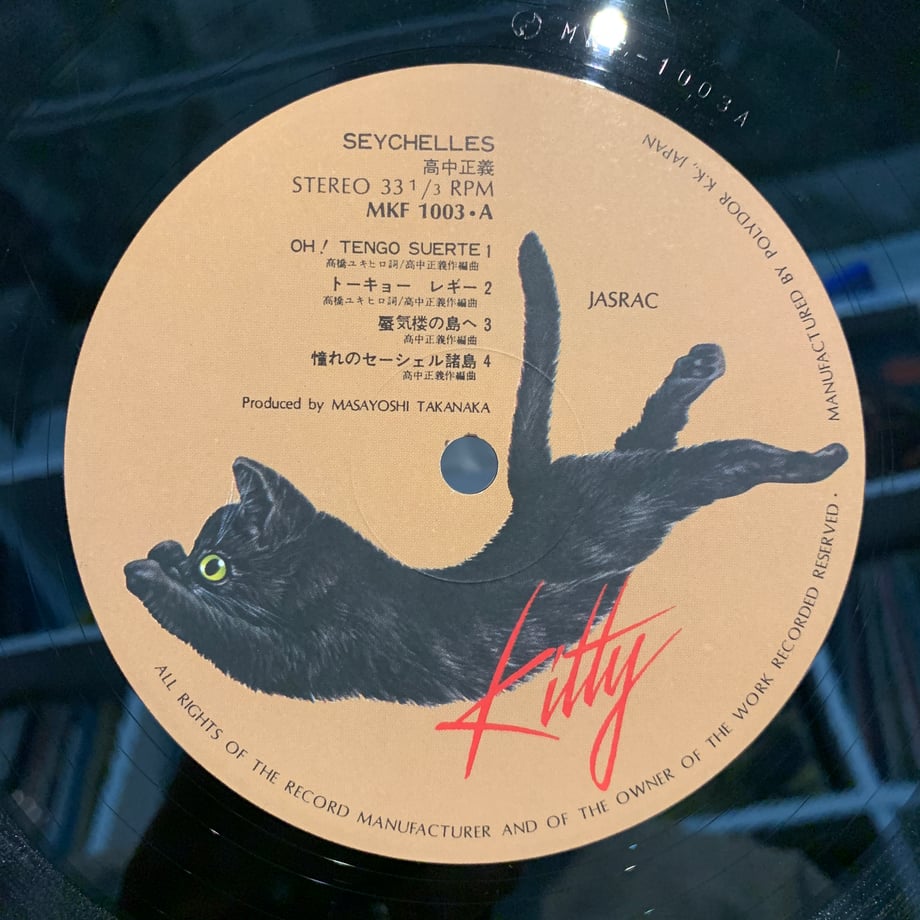 SEYCHELLES
高中正義
STEREO 33 1/3 RPM
MKF 1003・A
OH! TENGO SUERTE 1
高橋ユキヒロ詞/高中正義作編曲
トーキョー レギー 2
高橋ユキヒロ詞/高中正義作編曲
蜃気楼の島へ 3
高中正義作編曲
憧れのセーシェル諸島 4
高中正義作編曲
Produced by MASAYOSHI TAKANAKA
JASRAC
Kitty
ALL RIGHTS OF THE RECORD MANUFACTURER AND OF THE OWNER OF THE WORK RECORDED RESERVED・
MANUFACTURED BY POLYDOR K.K., JAPAN
-1003A